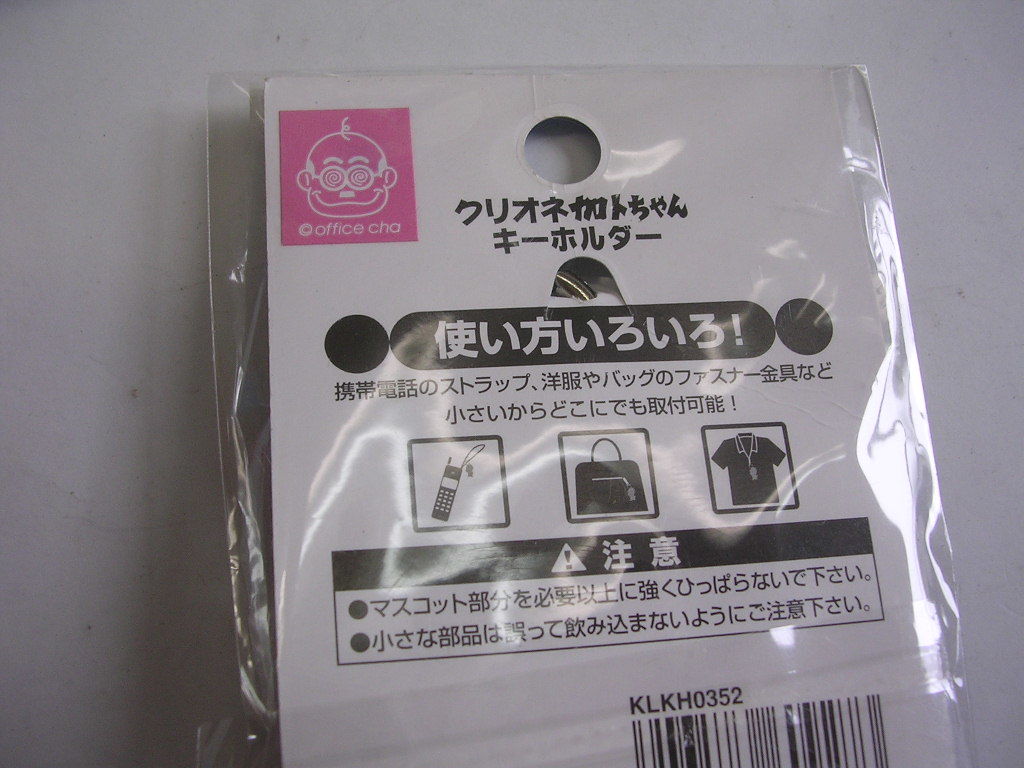 ©office cha
クリオネ加トちゃん
キーホルダー
使い方いろいろ!
携帯電話のストラップ、洋服やバッグのファスナー金具など
小さいからどこにでも取付可能!
注意
●マスコット部分を必要以上に強くひっぱらないで下さい。
●小さな部品は誤って飲み込まないようにご注意下さい。
KLKH0352